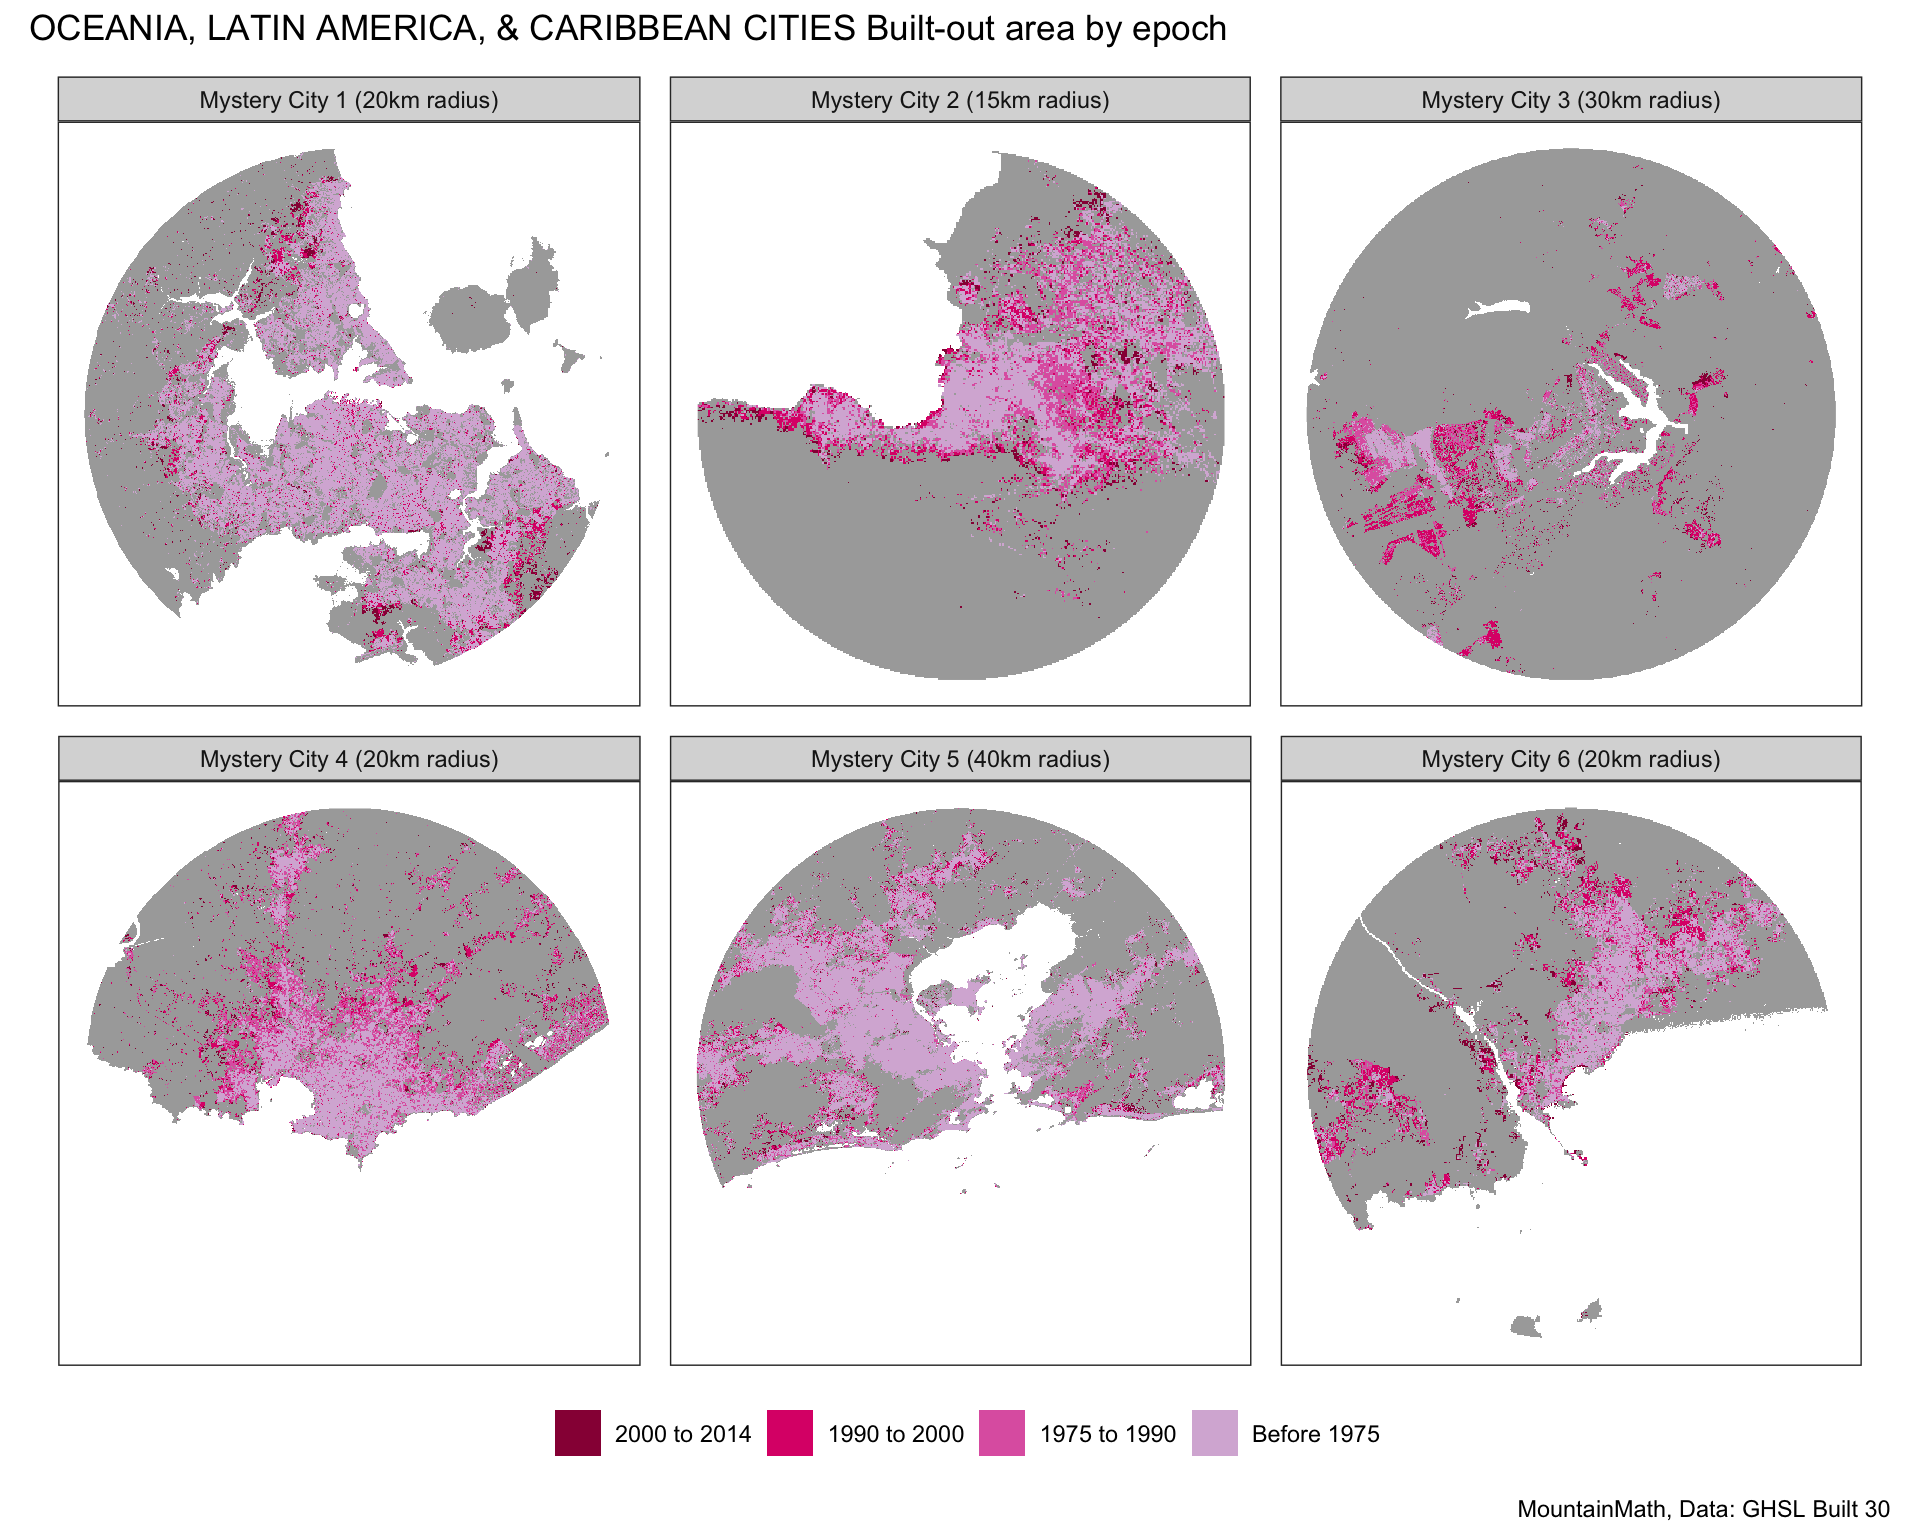 OCEANIA, LATIN AMERICA, & CARIBBEAN CITIES Built-out area by epoch
Mystery City 1 (20km radius)
Mystery City 2 (15km radius)
Mystery City 3 (30km radius)
Mystery City 4 (20km radius)
Mystery City 5 (40km radius)
Mystery City 6 (20km radius)
2000 to 2014
1990 to 2000
1975 to 1990
Before 1975
MountainMath, Data: GHSL Built 30